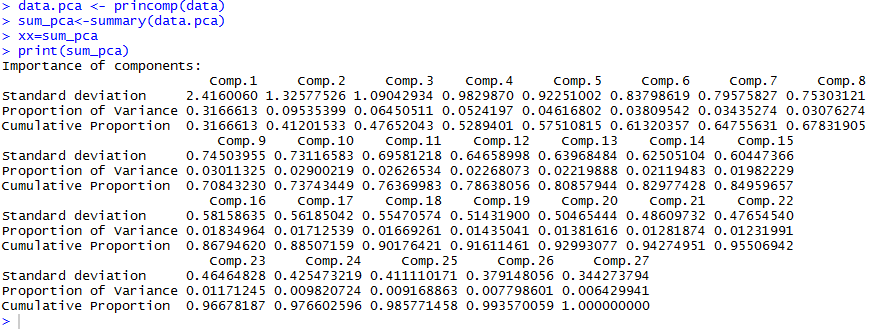 > data.pca <- princomp(data)
> sum_pca<-summary(data.pca)
> xx=sum_pca
> print(sum_pca)
Importance of components:
                          Comp.1     Comp.2     Comp.3    Comp.4     Comp.5     Comp.6     Comp.7     Comp.8
Standard deviation     2.4160060 1.32577526 1.09042934 0.9829870 0.92251002 0.83798619 0.79575827 0.75303121
Proportion of Variance 0.3166613 0.09535399 0.06450511 0.0524197 0.04616802 0.03809542 0.03435274 0.03076274
Cumulative Proportion  0.3166613 0.41201533 0.47652043 0.5289401 0.57510815 0.61320357 0.64755631 0.67831905
                           Comp.9    Comp.10    Comp.11    Comp.12    Comp.13    Comp.14    Comp.15
Standard deviation     0.74503955 0.73116583 0.69581218 0.64658998 0.63968484 0.62505104 0.60447366
Proportion of Variance 0.03011325 0.02900219 0.02626534 0.02268073 0.02219888 0.02119483 0.01982229
Cumulative Proportion  0.70843230 0.73743449 0.76369983 0.78638056 0.80857944 0.82977428 0.84959657
                          Comp.16    Comp.17    Comp.18    Comp.19    Comp.20    Comp.21    Comp.22
Standard deviation     0.58158635 0.56185042 0.55470574 0.51431900 0.50465444 0.48609732 0.47654540
Proportion of Variance 0.01834964 0.01712539 0.01669261 0.01435041 0.01381616 0.01281874 0.01231991
Cumulative Proportion  0.86794620 0.88507159 0.90176421 0.91611461 0.92993077 0.94274951 0.95506942
                          Comp.23     Comp.24     Comp.25     Comp.26     Comp.27
Standard deviation     0.46464828 0.425473219 0.411110171 0.379148056 0.344273794
Proportion of Variance 0.01171245 0.009820724 0.009168863 0.007798601 0.006429941
Cumulative Proportion  0.96678187 0.976602596 0.985771458 0.993570059 1.000000000
>